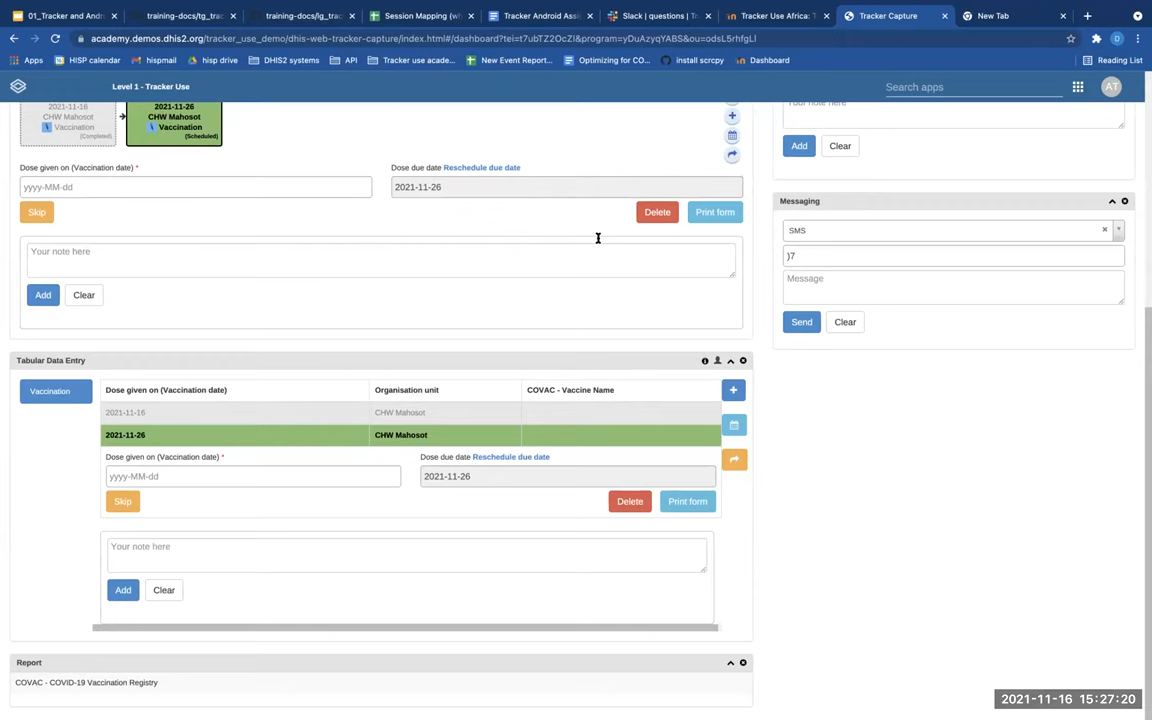 01_Tracker and Andro
training-docs/tg_trac
training-docs/lg_trac
Session Mapping (wh
Tracker Android Assi
Slack | questions | Tr
Tracker Use Africa: T
Tracker Capture
New Tab
academy.demos.dhis2.org/tracker_use_demo/dhis-web-tracker-capture/index.html#/dashboard?tei=t7ubTZ2OcZl&program=yDuAzyqYABS&ou=odsL5rhfgLl
Apps
HISP calendar
hispmail
hisp drive
DHIS2 systems
API
Tracker use acade...
New Event Report...
Optimizing for CO...
install scrcpy
Dashboard
Reading List
Level 1 - Tracker Use
Search apps
AT
2021-11-16
CHW Mahosot
Vaccination
(Completed)
2021-11-26
CHW Mahosot
Vaccination
(Scheduled)
Your note here
Add
Clear
Dose given on (Vaccination date) *
yyyy-MM-dd
Dose due date Reschedule due date
2021-11-26
Skip
Delete
Print form
Your note here
Add
Clear
Messaging
SMS
)7
Message
Send
Clear
Tabular Data Entry
Vaccination
Dose given on (Vaccination date)
Organisation unit
COVAC - Vaccine Name
2021-11-16
CHW Mahosot
2021-11-26
CHW Mahosot
Dose given on (Vaccination date) *
yyyy-MM-dd
Dose due date Reschedule due date
2021-11-26
Skip
Delete
Print form
Your note here
Add
Clear
Report
COVAC - COVID-19 Vaccination Registry
2021-11-16 15:27:20